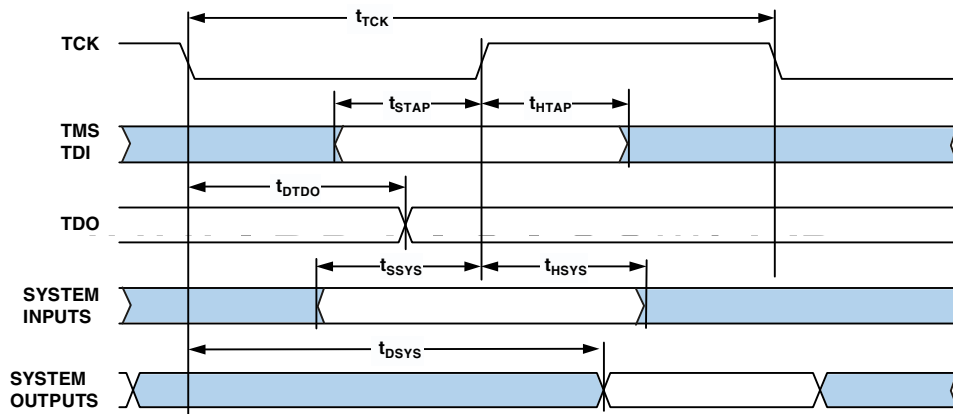 tTCK
TCK
tSTAP
tHTAP
TMS
TDI
tDTDO
TDO
tSSYS
tHSYS
SYSTEM
INPUTS
tDSYS
SYSTEM
OUTPUTS